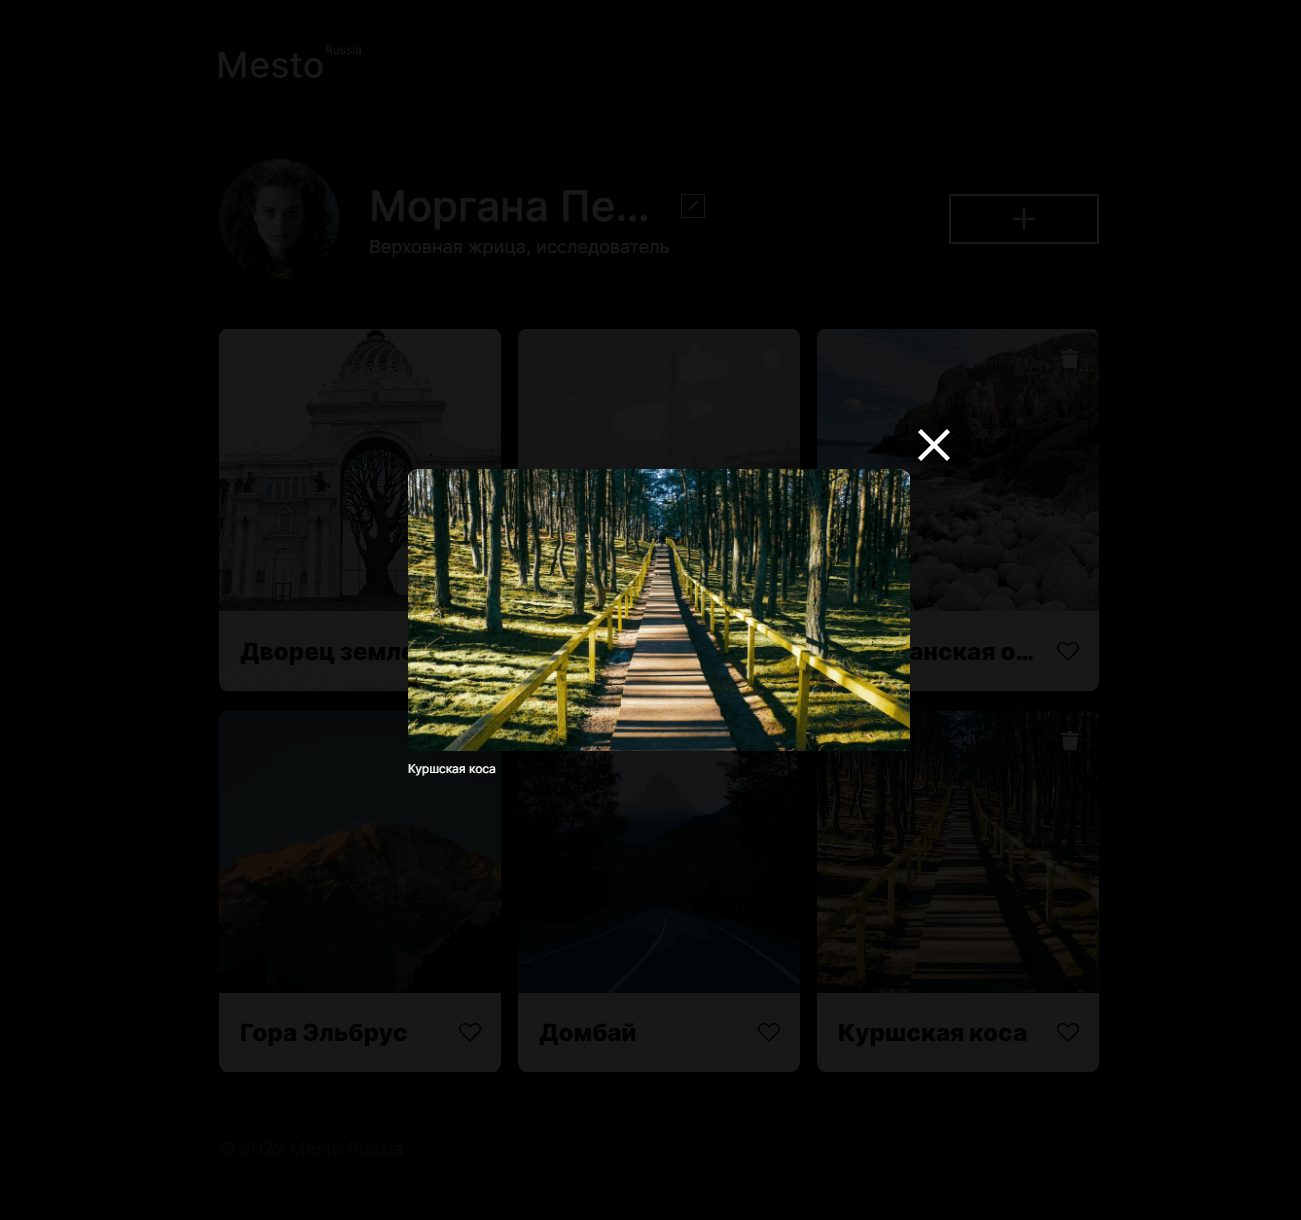 Mesto Russia
Моргана Пе...
Верховная жрица, исследователь
Дворец земле
анская о...
Куршская коса
Гора Эльбрус
Домбай
Куршская коса
© 2022 Mesto Russia